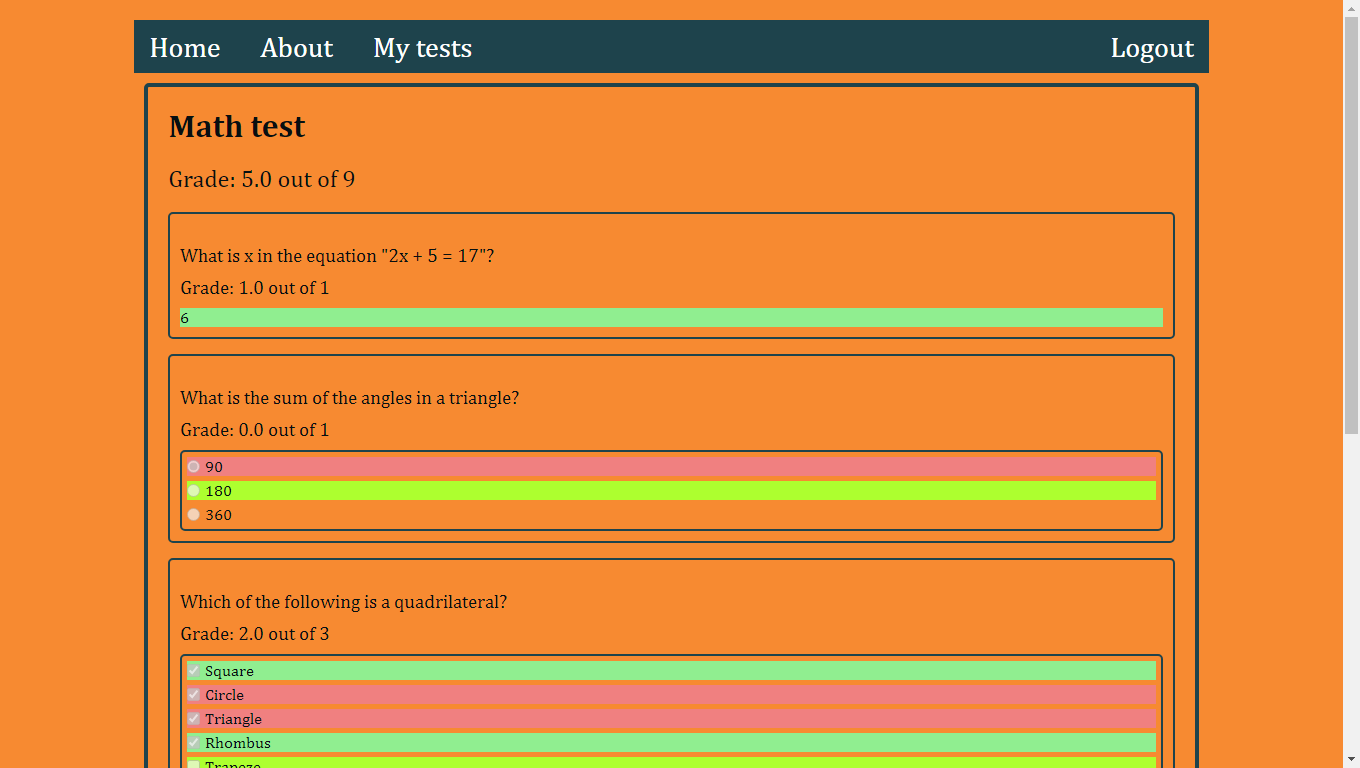 Home About My tests Logout
Math test
Grade: 5.0 out of 9
What is x in the equation "2x + 5 = 17"?
Grade: 1.0 out of 1
6
What is the sum of the angles in a triangle?
Grade: 0.0 out of 1
90
180
360
Which of the following is a quadrilateral?
Grade: 2.0 out of 3
Square
Circle
Triangle
Rhombus
Trapeze